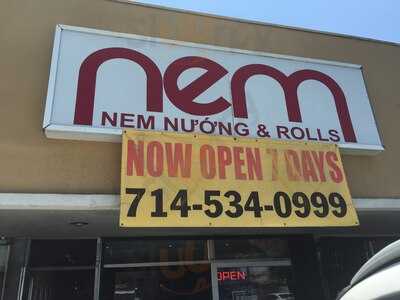 nem
NEM NƯỚNG & ROLLS
NOW OPEN 7 DAYS
714-534-0999
OPEN